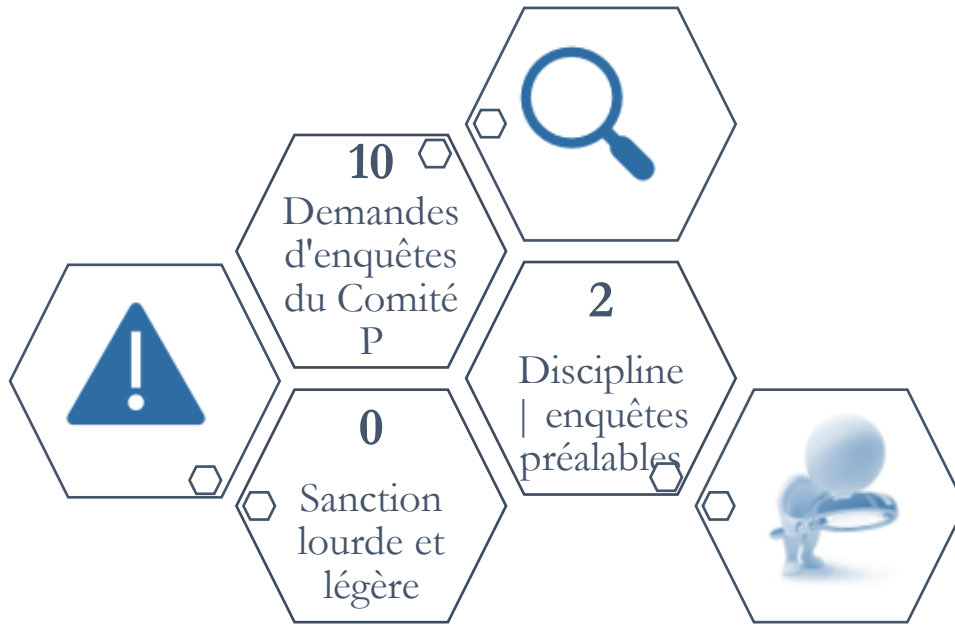 10
Demandes
d'enquêtes
du Comité
P
2
Discipline
| enquêtes
préalables
0
Sanction
lourde et
légère